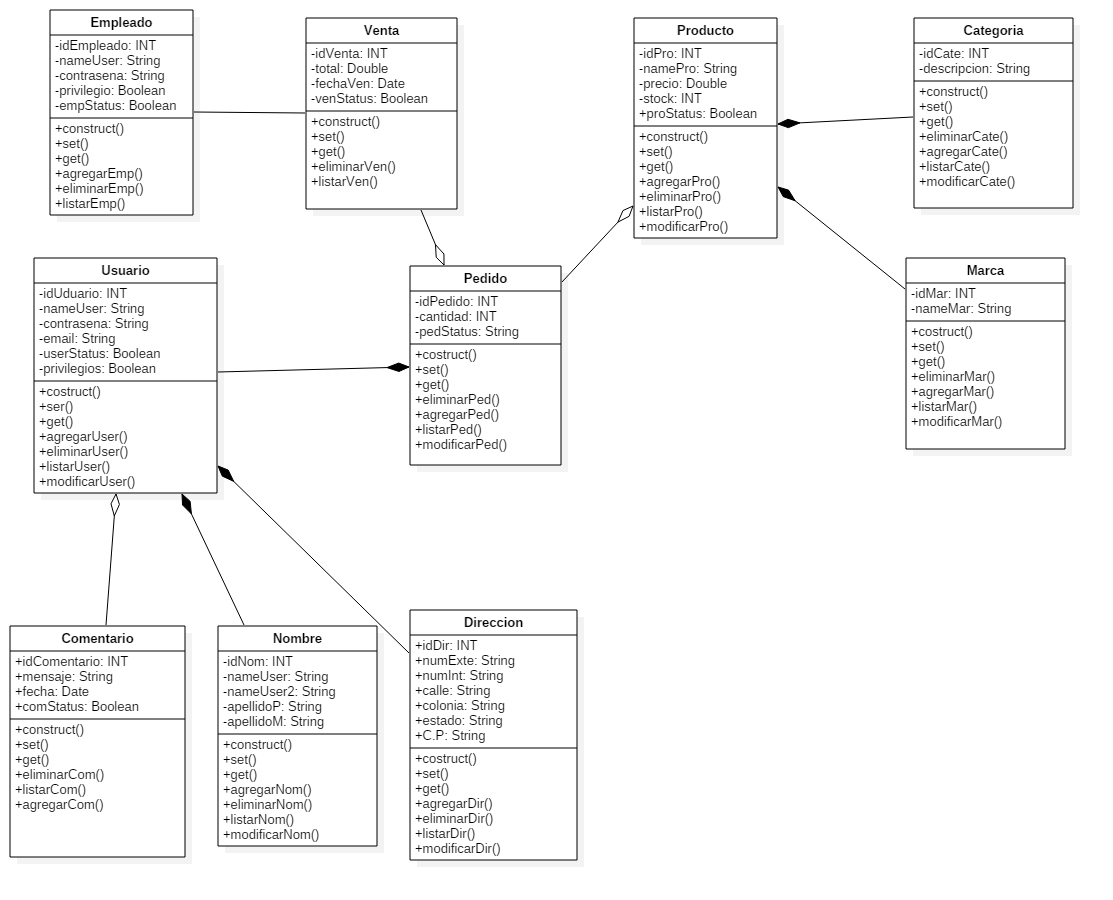 Empleado
-idEmpleado: INT
-nameUser: String
-contrasena: String
-privilegio: Boolean
-empStatus: Boolean
+construct()
+set()
+get()
+agregarEmp()
+eliminarEmp()
+listarEmp()
Venta
-idVenta: INT
-total: Double
-fechaVen: Date
-venStatus: Boolean
+construct()
+set()
+get()
+eliminarVen()
+listarVen()
Producto
-idPro: INT
-namePro: String
-precio: Double
-stock: INT
+proStatus: Boolean
+construct()
+set()
+get()
+agregarPro()
+eliminarPro()
+listarPro()
+modificarPro()
Categoria
-idCate: INT
-descripcion: String
+construct()
+set()
+get()
+eliminarCate()
+agregarCate()
+listarCate()
+modificarCate()
Usuario
-idUduario: INT
-nameUser: String
-contrasena: String
-email: String
-userStatus: Boolean
-privilegios: Boolean
+costruct()
+ser()
+get()
+agregarUser()
+eliminarUser()
+listarUser()
+modificarUser()
Pedido
-idPedido: INT
-cantidad: INT
-pedStatus: String
+costruct()
+set()
+get()
+eliminarPed()
+agregarPed()
+listarPed()
+modificarPed()
Marca
-idMar: INT
-nameMar: String
+costruct()
+set()
+get()
+eliminarMar()
+agregarMar()
+listarMar()
+modificarMar()
Comentario
+idComentario: INT
+mensaje: String
+fecha: Date
+comStatus: Boolean
+construct()
+set()
+get()
+eliminarCom()
+listarCom()
+agregarCom()
Nombre
-idNom: INT
-nameUser: String
-nameUser2: String
-apellidoP: String
-apellidoM: String
+construct()
+set()
+get()
+agregarNom()
+eliminarNom()
+listarNom()
+modificarNom()
Direccion
+idDir: INT
+numExte: String
+numInt: String
+calle: String
+colonia: String
+estado: String
+C.P: String
+costruct()
+set()
+get()
+agregarDir()
+eliminarDir()
+listarDir()
+modificarDir()